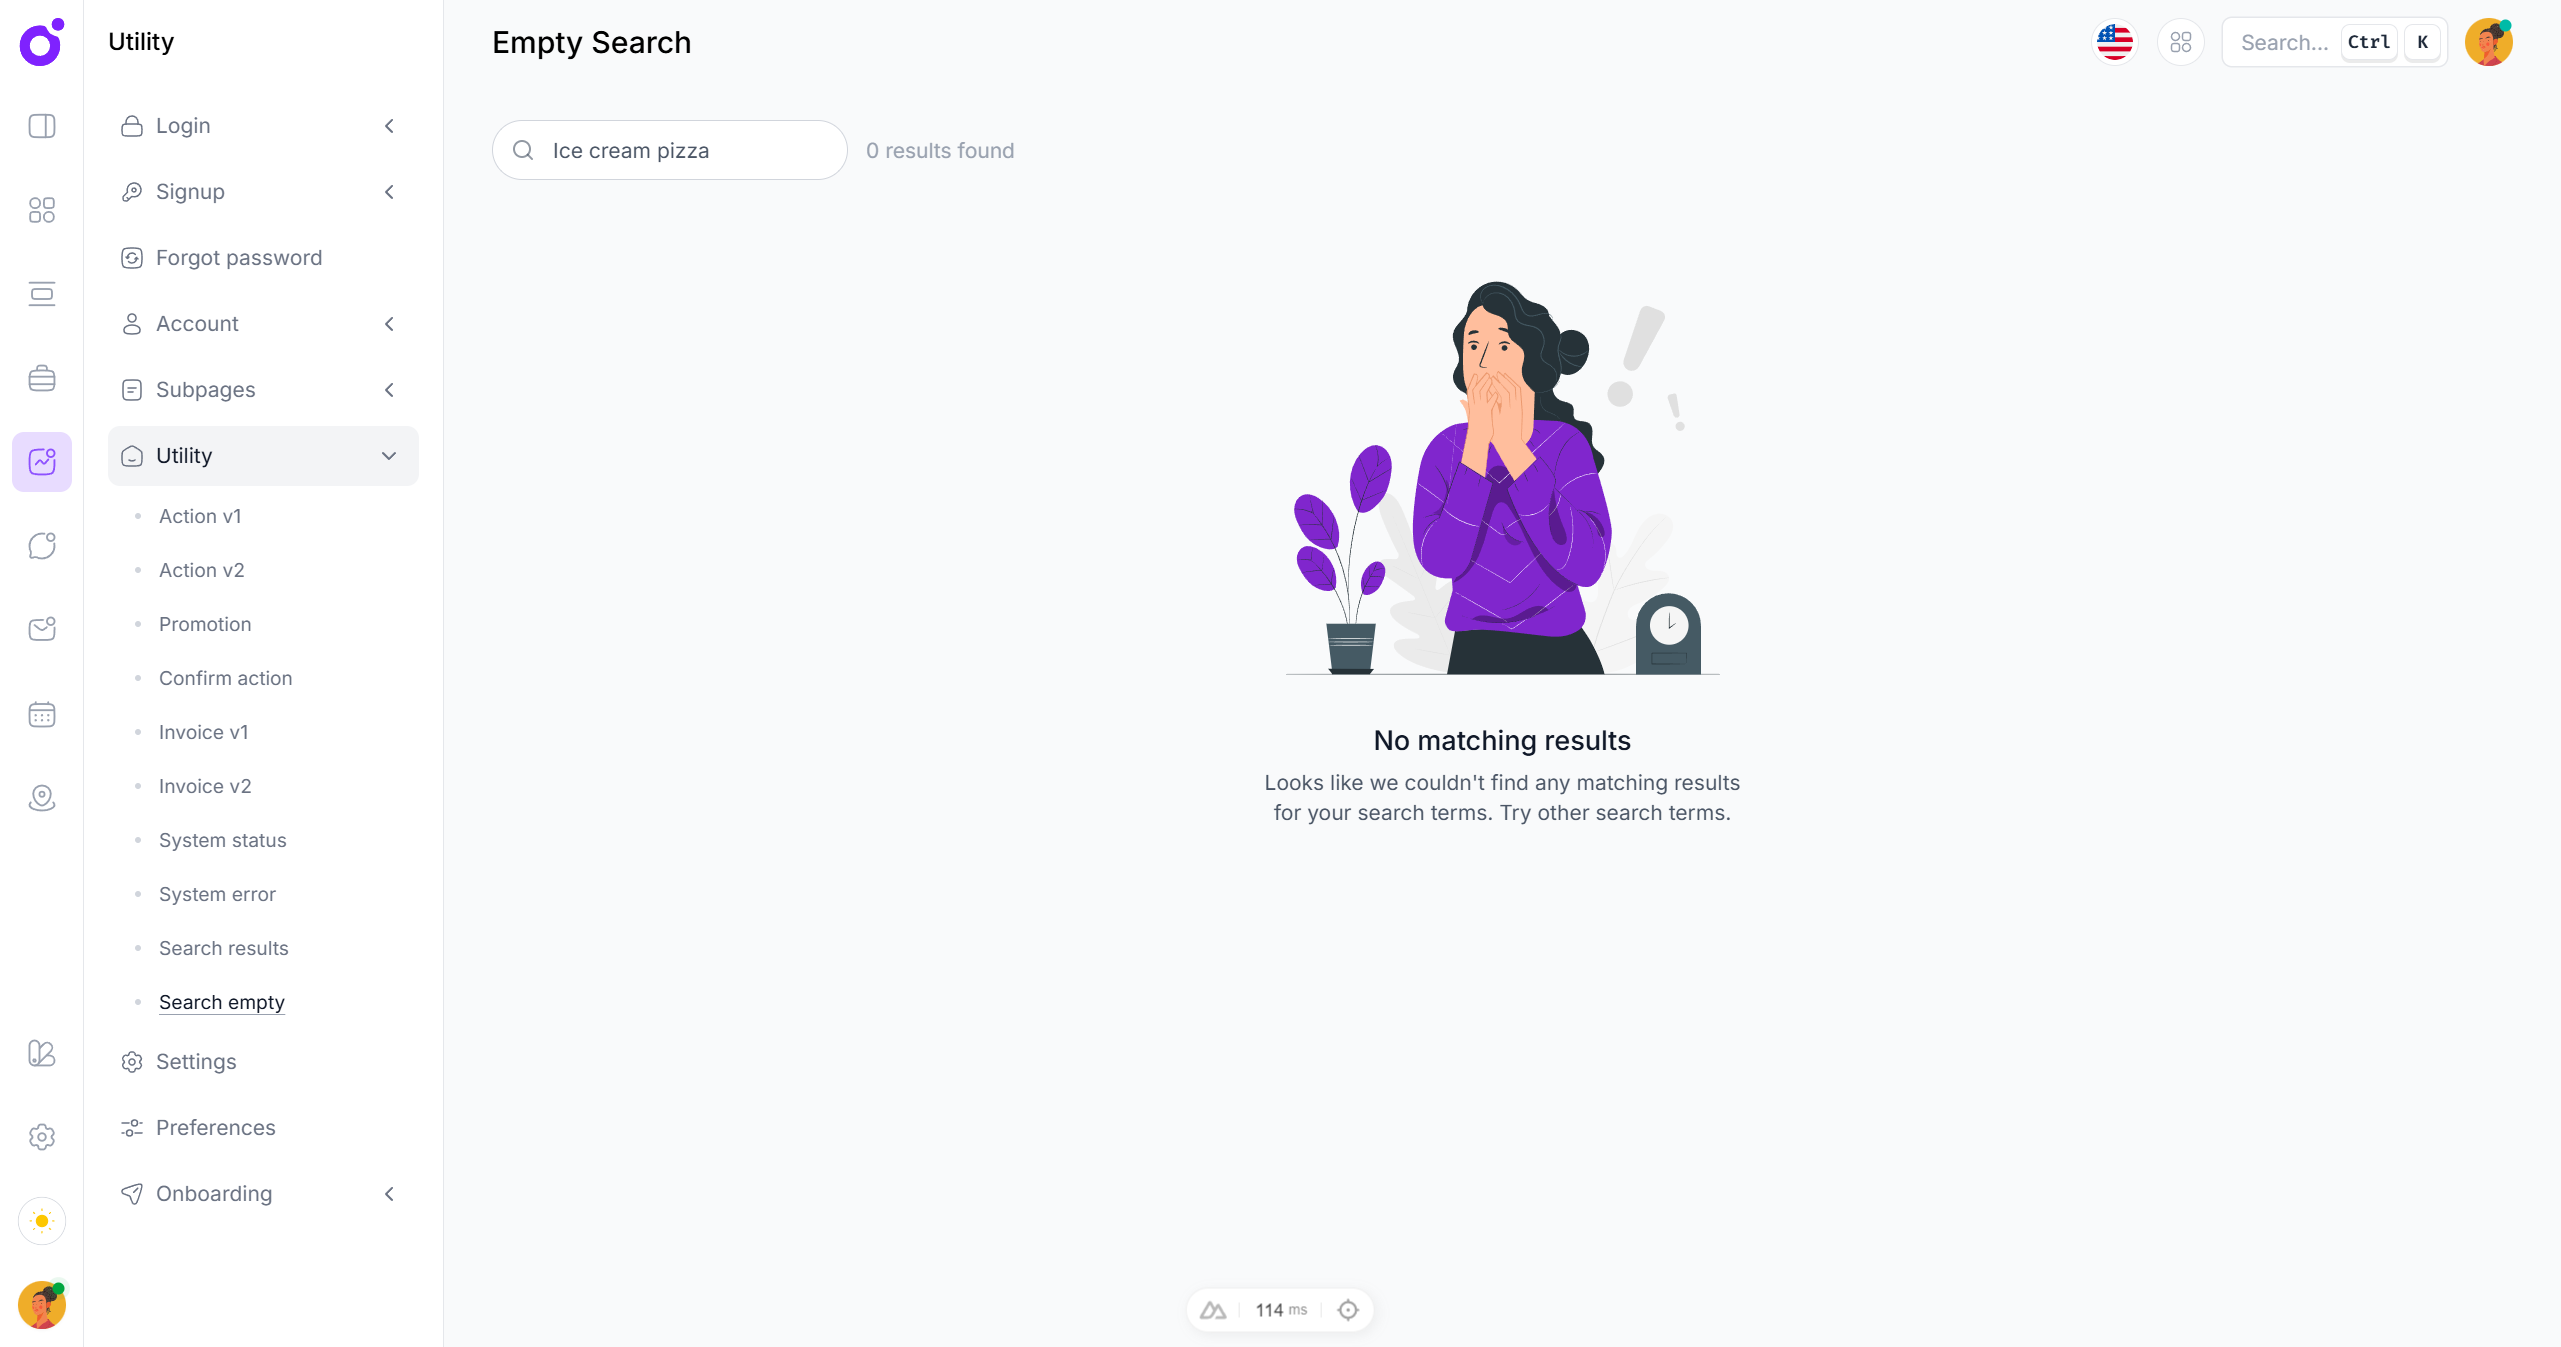 Utility
Login
Signup
Forgot password
Account
Subpages
Utility
Action v1
Action v2
Promotion
Confirm action
Invoice v1
Invoice v2
System status
System error
Search results
Search empty
Settings
Preferences
Onboarding
Empty Search
Search... Ctrl K
Ice cream pizza
0 results found
No matching results
Looks like we couldn't find any matching results
for your search terms. Try other search terms.
114 ms